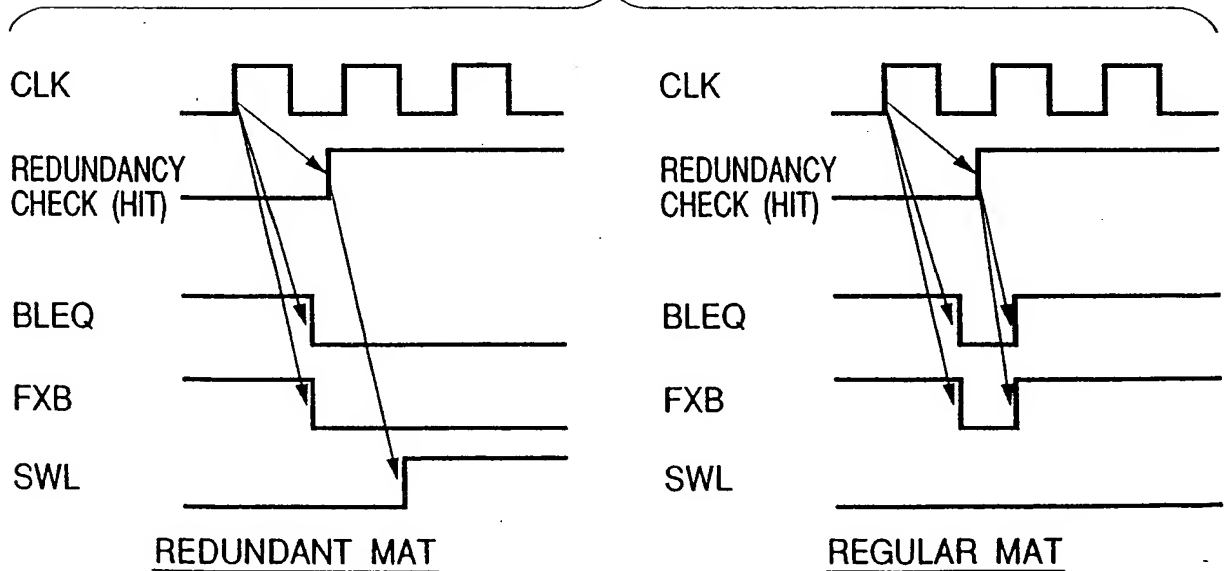 CLK
REDUNDANCY
CHECK (HIT)
BLEQ
FXB
SWL
REDUNDANT MAT
CLK
REDUNDANCY
CHECK (HIT)
BLEQ
FXB
SWL
REGULAR MAT